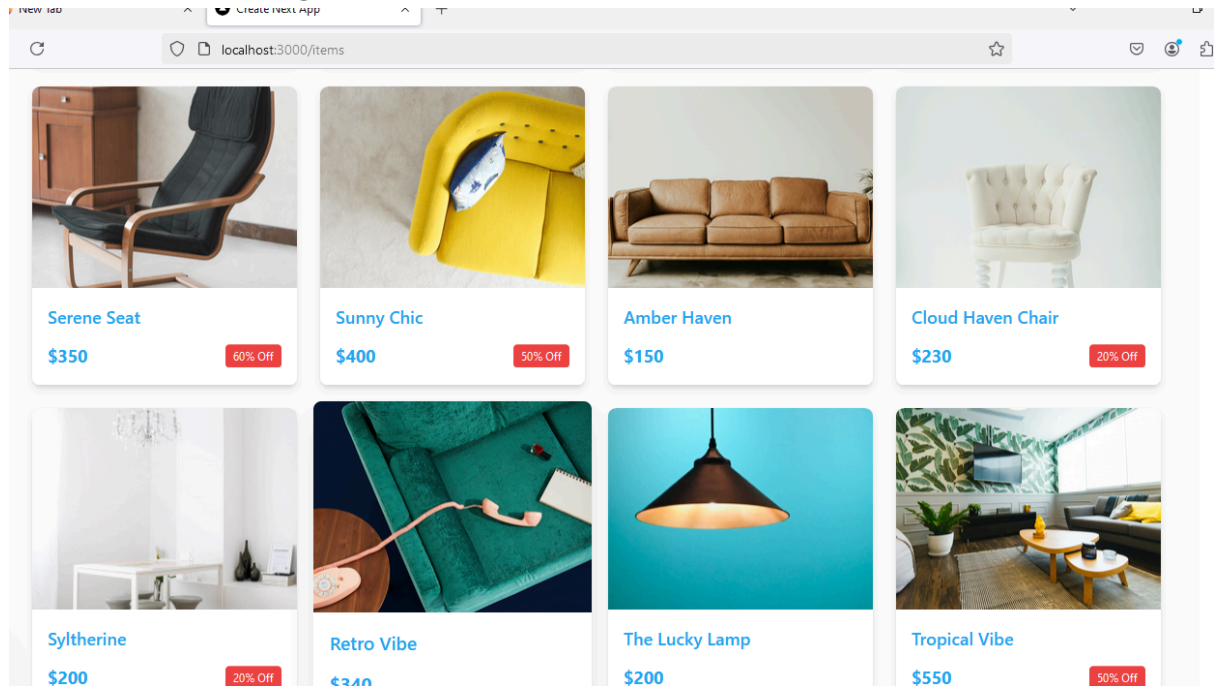 New Tab
Create Next App
localhost:3000/items
Serene Seat
$350
60% Off
Sunny Chic
$400
50% Off
Amber Haven
$150
Cloud Haven Chair
$230
20% Off
Syltherine
$200
20% Off
Retro Vibe
$340
The Lucky Lamp
$200
Tropical Vibe
$550
50% Off